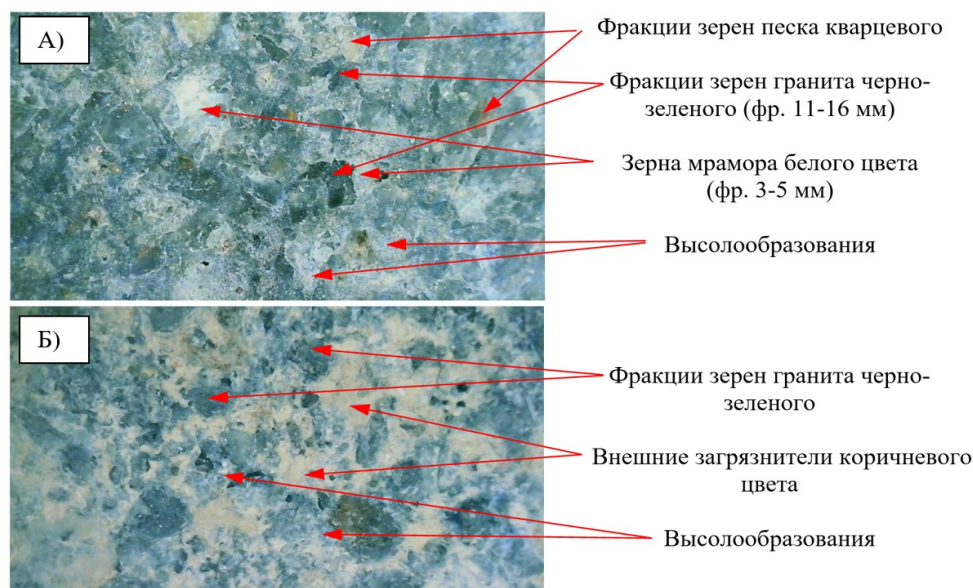 А)
Фракции зерен песка кварцевого
Фракции зерен гранита черно-
зеленого (фр. 11-16 мм)
Зерна мрамора белого цвета
(фр. 3-5 мм)
Высолообразования
Б)
Фракции зерен гранита черно-
зеленого
Внешние загрязнители коричневого
цвета
Высолообразования